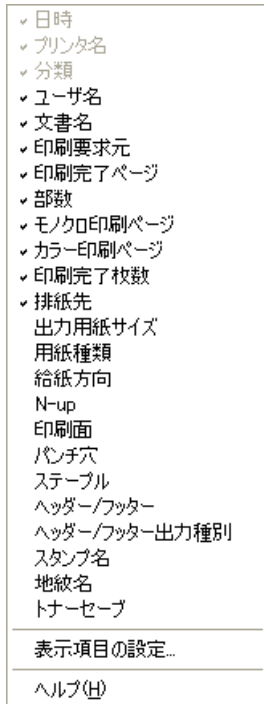 日時
プリンタ名
分類
ユーザ名
文書名
印刷要求元
印刷完了ページ
部数
モノクロ印刷ページ
カラー印刷ページ
印刷完了枚数
排紙先
出力用紙サイズ
用紙種類
給紙方向
N-up
印刷面
パンチ穴
ステープル
ヘッダー/フッター
ヘッダー/フッター出力種別
スタンプ名
地紋名
トナーセーブ
表示項目の設定...
ヘルプ(H)